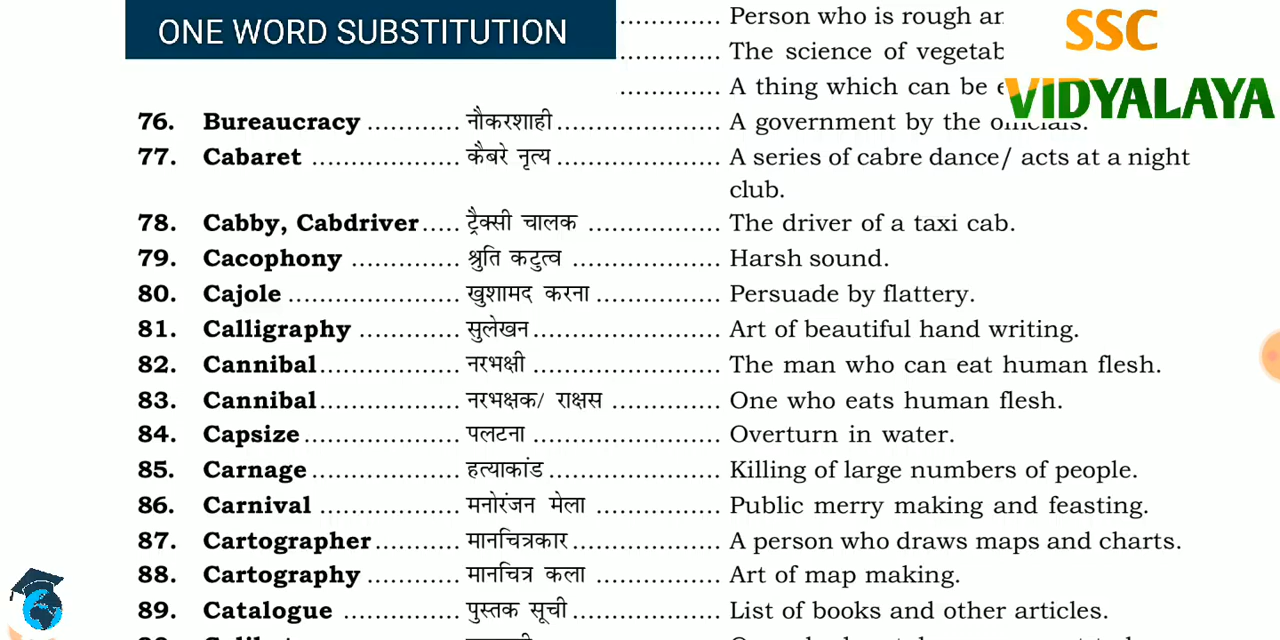 ONE WORD SUBSTITUTION
............. Person who is rough
............. The science of
............. A thing which can be
SSC
VIDYALAYA
76. Bureaucracy ............ नौकरशाही ..................... A government by the officials.
77. Cabaret ................... कैबरे नृत्य ..................... A series of cabre dance/ acts at a night
club.
78. Cabby, Cabdriver ..... ट्रैक्सी चालक ................. The driver of a taxi cab.
79. Cacophony .............. श्रुति कटुत्व ................... Harsh sound.
80. Cajole ...................... खुशामद करना ................ Persuade by flattery.
81. Calligraphy ............. सुलेखन ........................ Art of beautiful hand writing.
82. Cannibal .................. नरभक्षी ........................ The man who can eat human flesh.
83. Cannibal .................. नरभक्षक/ राक्षस .............. One who eats human flesh.
84. Capsize .................... पलटना ........................ Overturn in water.
85. Carnage ................... हत्याकांड ...................... Killing of large numbers of people.
86. Carnival .................. मनोरंजन मेला ................ Public merry making and feasting.
87. Cartographer ........... मानचित्रकार ................... A person who draws maps and charts.
88. Cartography ............ मानचित्र कला ................ Art of map making.
89. Catalogue ............... पुस्तक सूची .................... List of books and other articles.